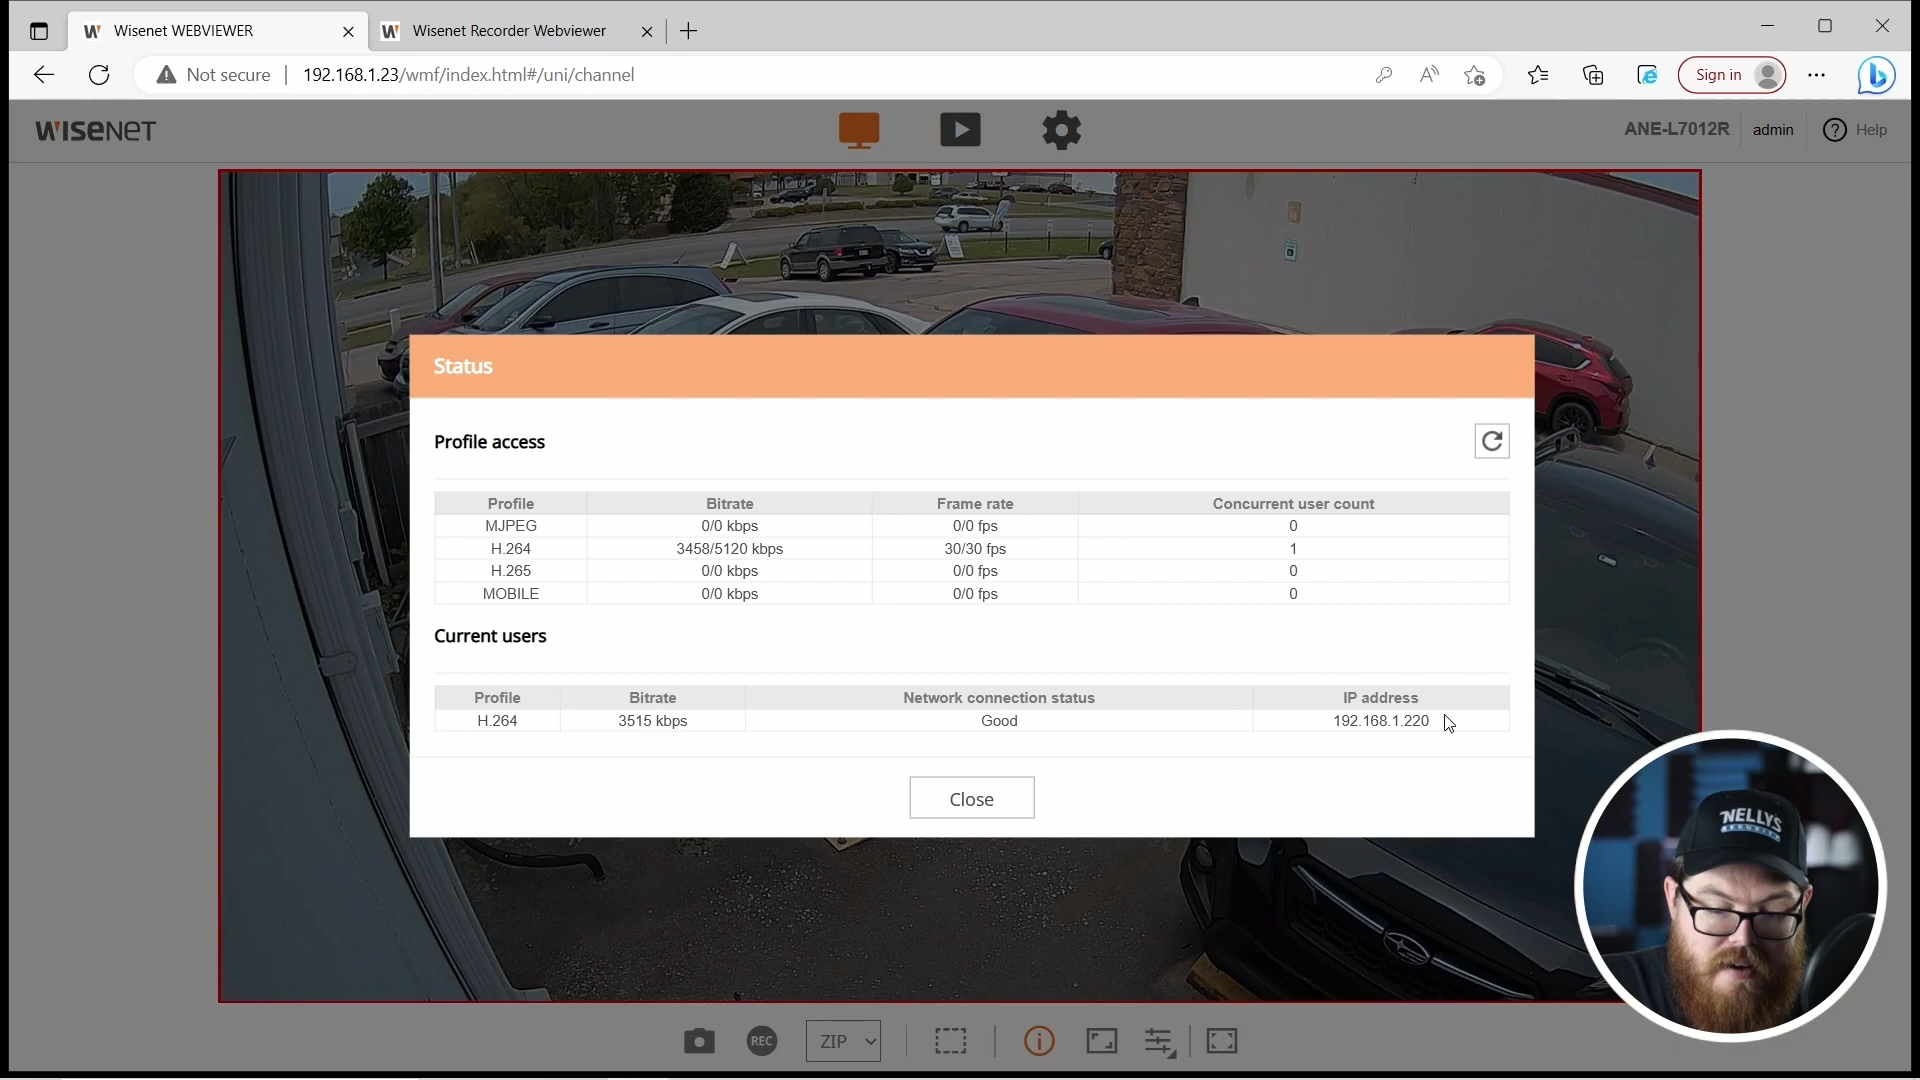 Wisenet WEBVIEWER
Wisenet Recorder Webviewer
Not secure
192.168.1.23/wmf/index.html#/uni/channel
Sign in
WISENET
ANE-L7012R
admin
Help
Status
Profile access
Profile Bitrate Frame rate Concurrent user count
MJPEG 0/0 kbps 0/0 fps 0
H.264 3458/5120 kbps 30/30 fps 1
H.265 0/0 kbps 0/0 fps 0
MOBILE 0/0 kbps 0/0 fps 0
Current users
Profile Bitrate Network connection status IP address
H.264 3515 kbps Good 192.168.1.220
Close
NELLYS
SECURITY
REC
ZIP